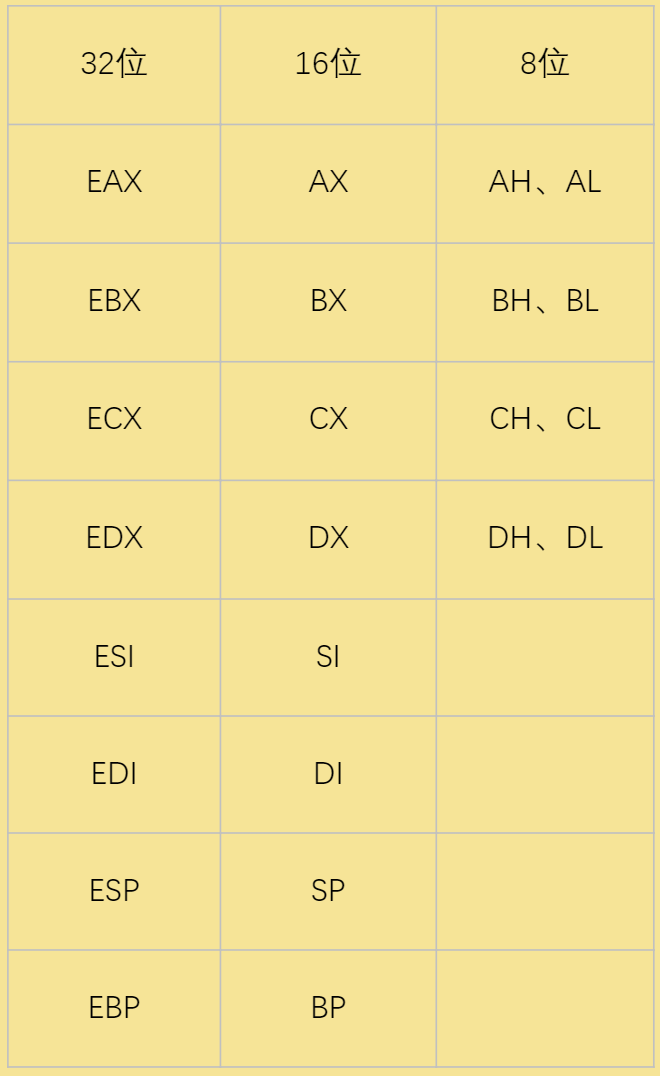 32位 16位 8位
EAX AX AH、AL
EBX BX BH、BL
ECX CX CH、CL
EDX DX DH、DL
ESI SI
EDI DI
ESP SP
EBP BP